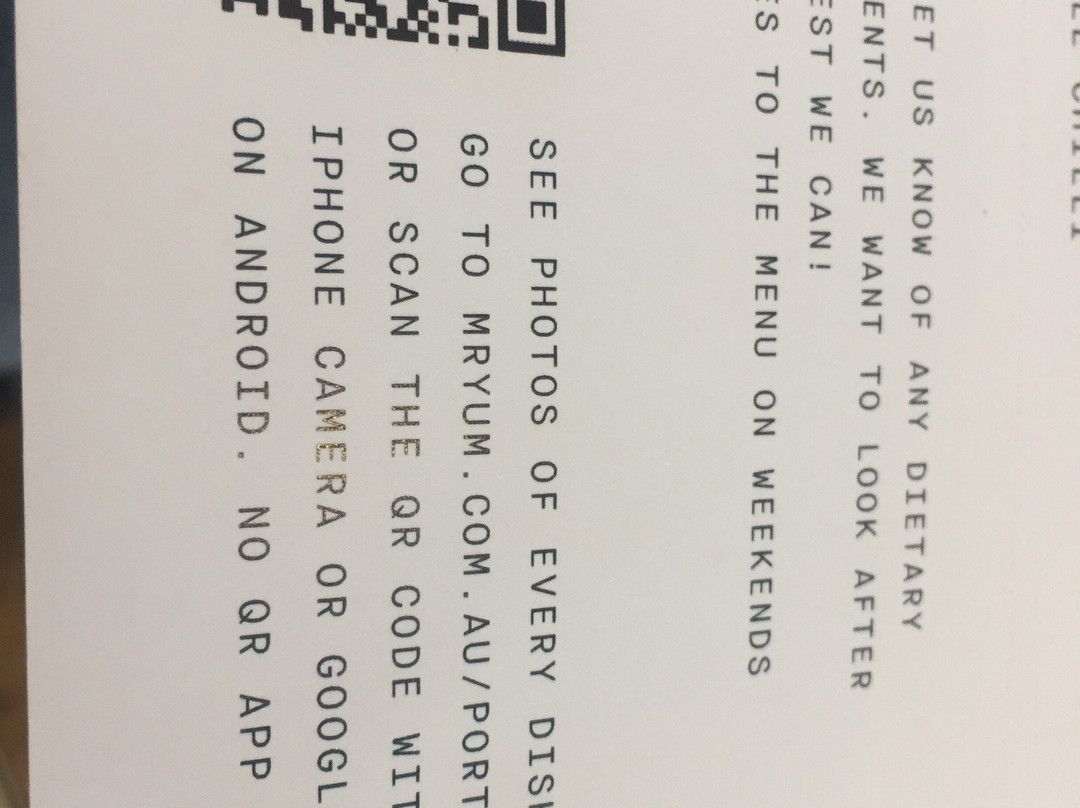 ET US KNOW OF ANY DIETARY
ENTS. WE WANT TO LOOK AFTER
EST WE CAN!
ES TO THE MENU ON WEEKENDS
SEE PHOTOS OF EVERY DISH
GO TO MRYUM.COM.AU/PORT
OR SCAN THE QR CODE WIT
IPHONE CAMERA OR GOOGL
ON ANDROID. NO QR APP